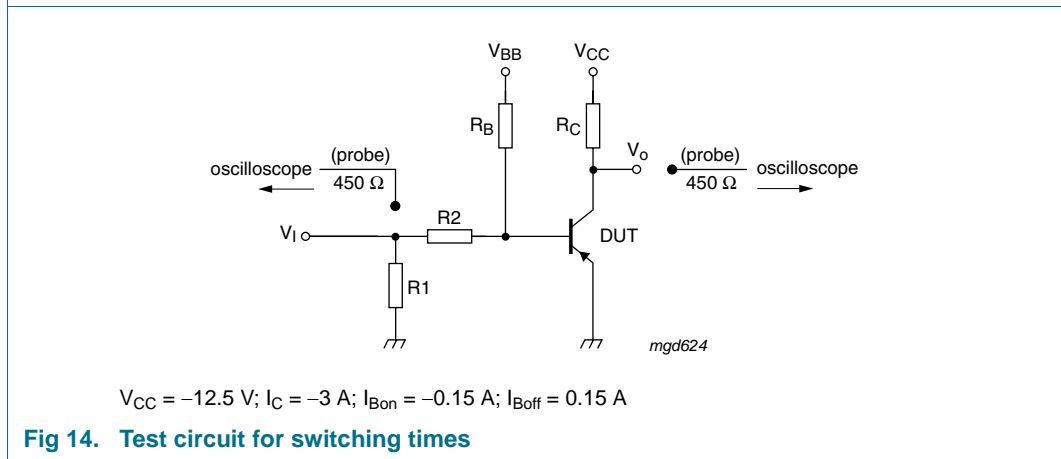 V_BB V_CC
R_B R_C
V_o
oscilloscope (probe) 450 Ω
(probe) 450 Ω oscilloscope
R2
V_I
DUT
R1
mgd624
V_CC = −12.5 V; I_C = −3 A; I_Bon = −0.15 A; I_Boff = 0.15 A
Fig 14. Test circuit for switching times